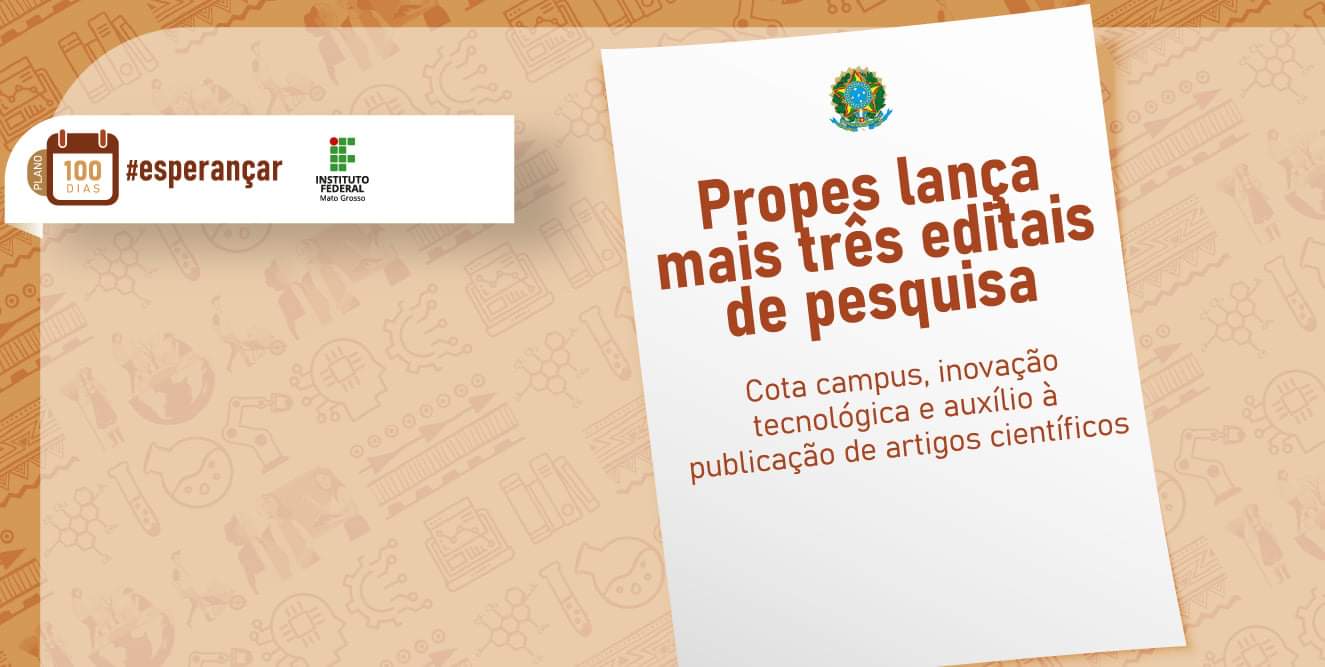 PLANO
100
DIAS
#esperançar
INSTITUTO
FEDERAL
Mato Grosso
Propes lança
mais três editais
de pesquisa
Cota campus, inovação
tecnológica e auxílio à
publicação de artigos científicos